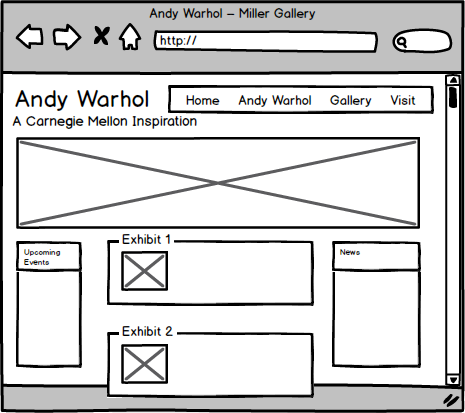 Andy Warhol – Miller Gallery
http://
Andy Warhol
Home Andy Warhol Gallery Visit
A Carnegie Mellon Inspiration
Upcoming
Events
Exhibit 1
News
Exhibit 2